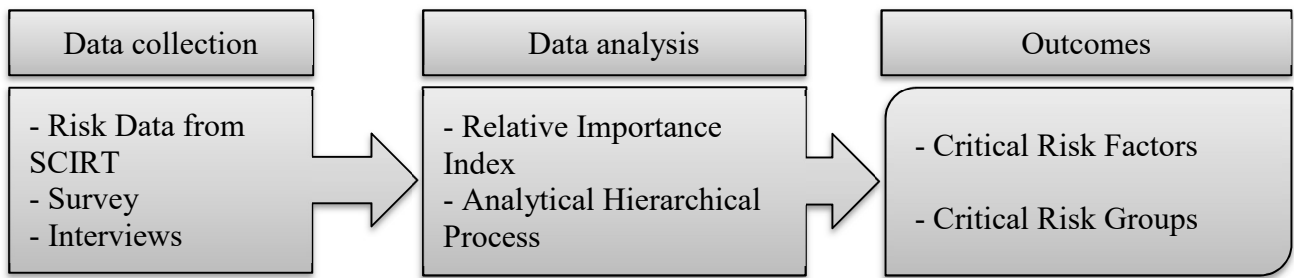 Data collection
- Risk Data from
SCIRT
- Survey
- Interviews
Data analysis
- Relative Importance
Index
- Analytical Hierarchical
Process
Outcomes
- Critical Risk Factors
- Critical Risk Groups